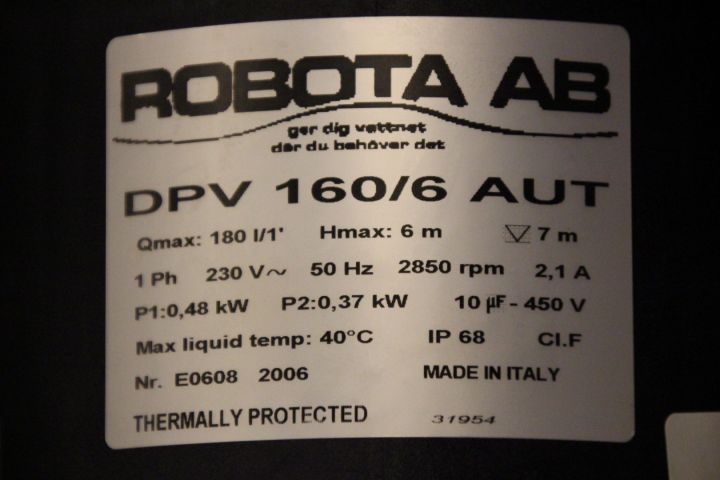 ROBOTA AB
ger dig vattnet
där du behöver det
DPV 160/6 AUT
Qmax: 180 l/1' Hmax: 6 m 7 m
1 Ph 230 V~ 50 Hz 2850 rpm 2,1 A
P1:0,48 kW P2:0,37 kW 10 µF - 450 V
Max liquid temp: 40°C IP 68 Cl.F
Nr. E0608 2006 MADE IN ITALY
THERMALLY PROTECTED 31954